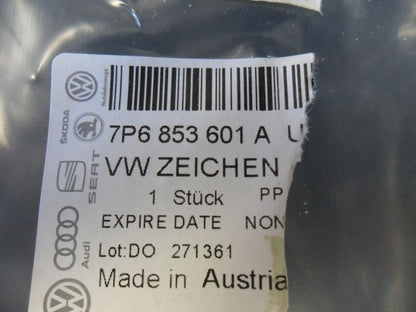 7P6 853 601 A U
VW ZEICHEN
1 Stück PP
EXPIRE DATE NON
Lot:DO 271361
Made in Austria
Nutzfahrzeuge
ŠKODA
SEAT
Audi